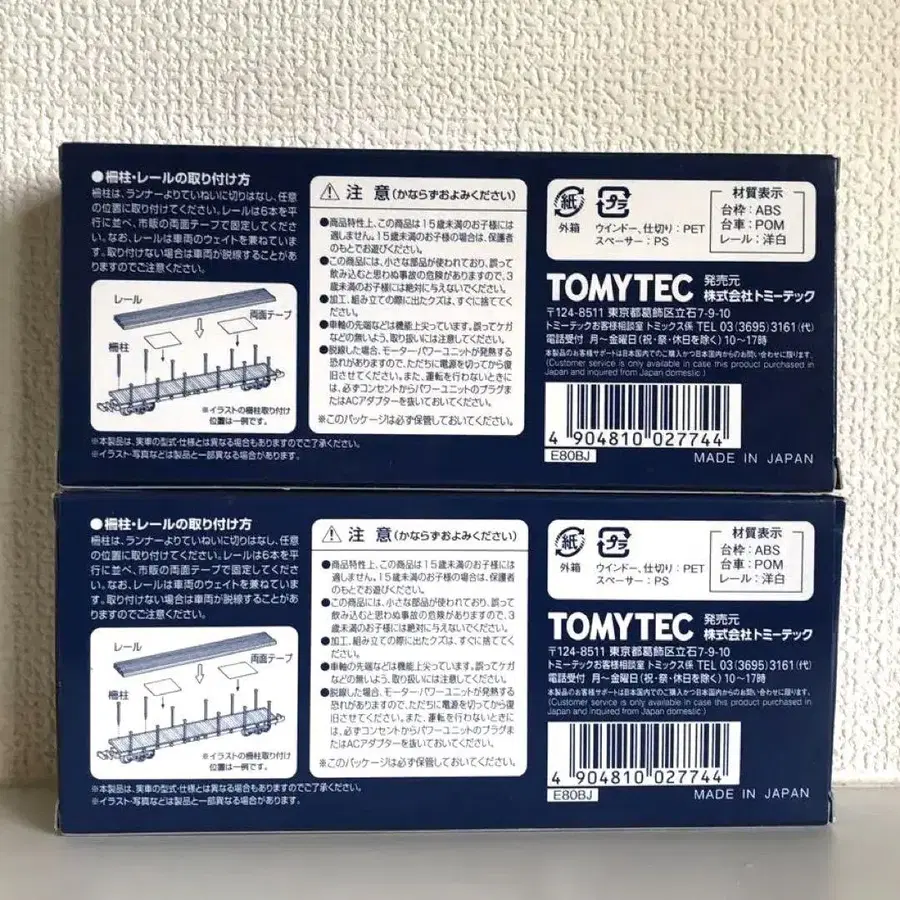 ●柵柱・レールの取り付け方
柵柱は、ランナーよりていねいに切りはなし、任意
の位置に取り付けてください。レールは6本を平
行に並べ、市販の両面テープで固定してくださ
い。なお、レールは車両のウェイトを兼ねていま
す。取り付けない場合は車両が脱線することがあ
りますのでご注意ください。
レール
両面テープ
柵柱
※イラストの柵柱取り付け
位置は一例です。
※本製品は、実車の型式・仕様とは異なる場合もありますのでご了承ください。
※イラスト・写真などは製品と一部異なる場合があります。
注 意 (かならずおよみください)
●商品特性上、この商品は15歳未満のお子様には
適しません。15歳未満のお子様の場合は、保護者
のもとでお遊びください。
●この商品には、小さな部品が使われており、誤って
飲み込むと思わぬ事故の危険がありますので、3
歳未満のお子様には絶対に与えないでください。
●加工、組み立ての際に出たクズは、すぐに捨ててく
ださい。
●車軸の先端などは機能上尖っています。誤ってケガ
などの無いよう、取り扱いには注意してください。
●脱線した場合、モーター・パワーユニットが発熱する
恐れがありますので、ただちに電源を切ってから復
旧させてください。また、運転を行わないときに
は、必ずコンセントからパワーユニットのプラグま
たはACアダプターを抜いておいてください。
※このパッケージは必ず保管しておいてください。
紙
外箱
プラ
ウインドー、仕切り:PET
スペーサー:PS
材質表示
台枠:ABS
台車:POM
レール:洋白
TOMYTEC 発売元
株式会社トミーテック
〒124-8511 東京都葛飾区立石7-9-10
トミーテックお客様相談室 トミックス係 TEL 03(3695)3161(代)
電話受付 月~金曜日(祝・祭・休日を除く)10~17時
本製品のお客様サポートは日本国内でのご購入かつ日本国内からのお問い合わせに限ります。
(Customer service is only available in case this product purchased in
Japan and inquired from Japan domestic)
4 904810 027744
E80BJ
MADE IN JAPAN
●柵柱・レールの取り付け方
柵柱は、ランナーよりていねいに切りはなし、任意
の位置に取り付けてください。レールは6本を平
行に並べ、市販の両面テープで固定してくださ
い。なお、レールは車両のウェイトを兼ねていま
す。取り付けない場合は車両が脱線することがあ
りますのでご注意ください。
レール
両面テープ
柵柱
※イラストの柵柱取り付け
位置は一例です。
※本製品は、実車の型式・仕様とは異なる場合もありますのでご了承ください。
※イラスト・写真などは製品と一部異なる場合があります。
注 意 (かならずおよみください)
●商品特性上、この商品は15歳未満のお子様には
適しません。15歳未満のお子様の場合は、保護者
のもとでお遊びください。
●この商品には、小さな部品が使われており、誤って
飲み込むと思わぬ事故の危険がありますので、3
歳未満のお子様には絶対に与えないでください。
●加工、組み立ての際に出たクズは、すぐに捨ててく
ださい。
●車軸の先端などは機能上尖っています。誤ってケガ
などの無いよう、取り扱いには注意してください。
●脱線した場合、モーター・パワーユニットが発熱する
恐れがありますので、ただちに電源を切ってから復
旧させてください。また、運転を行わないときに
は、必ずコンセントからパワーユニットのプラグま
たはACアダプターを抜いておいてください。
※このパッケージは必ず保管しておいてください。
紙
外箱
プラ
ウインドー、仕切り:PET
スペーサー:PS
材質表示
台枠:ABS
台車:POM
レール:洋白
TOMYTEC 発売元
株式会社トミーテック
〒124-8511 東京都葛飾区立石7-9-10
トミーテックお客様相談室 トミックス係 TEL 03(3695)3161(代)
電話受付 月~金曜日(祝・祭・休日を除く)10~17時
本製品のお客様サポートは日本国内でのご購入かつ日本国内からのお問い合わせに限ります。
(Customer service is only available in case this product purchased in
Japan and inquired from Japan domestic)
4 904810 027744
E80BJ
MADE IN JAPAN